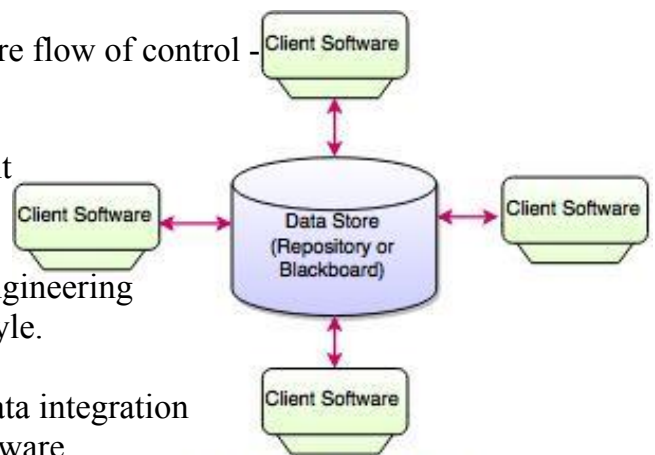 re flow of control -
Client Software
t
Client Software
Data Store
(Repository or
Blackboard)
Client Software
gineering
yle.
Client Software
ata integration
ware